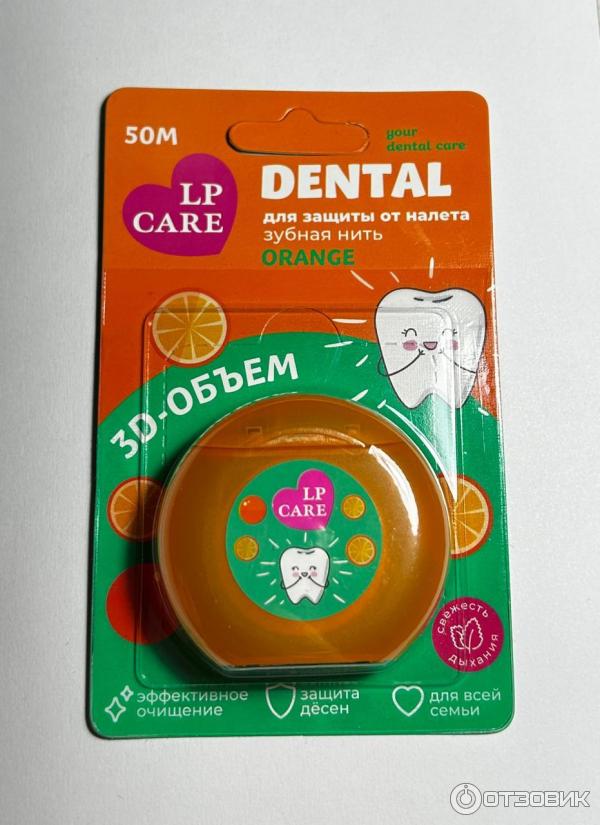 50М
your
dental care
LP
CARE
DENTAL
для защиты от налета
зубная нить
ORANGE
3D-ОБЪЕМ
LP
CARE
свежесть
дыхания
эффективное
очищение
защита
дёсен
для всей
семьи
ОТЗОВИК